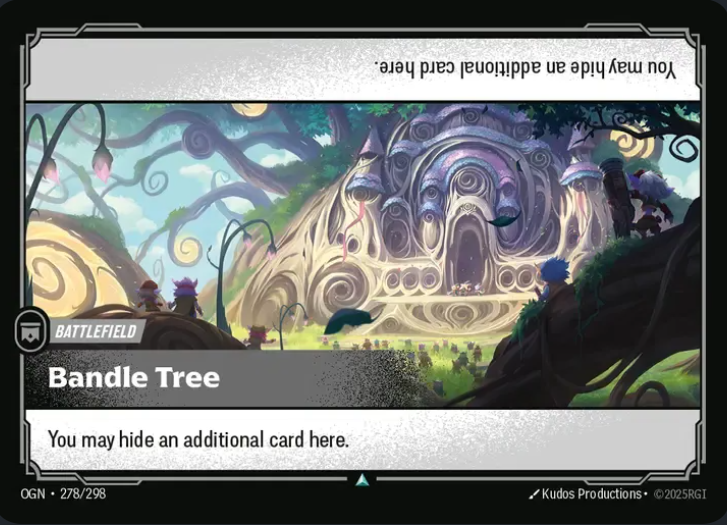 You may hide an additional card here.
BATTLEFIELD
Bandle Tree
You may hide an additional card here.
OGN • 278/298
Kudos Productions • ©2025RGI